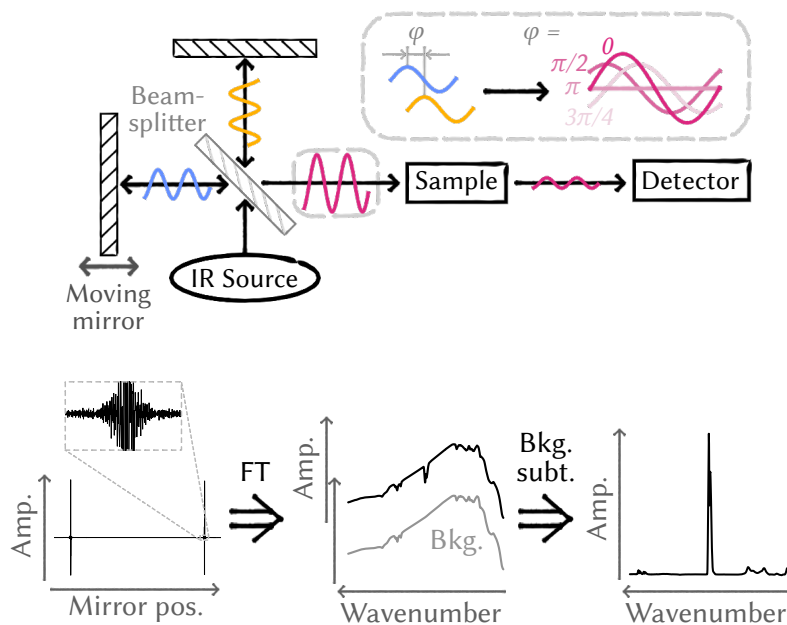 φ
φ =
0
π/2
π
3π/4
Beam-
splitter
Sample
Detector
IR Source
Moving
mirror
Amp.
Mirror pos.
FT
Amp.
Bkg.
Wavenumber
Bkg.
subt.
Amp.
Wavenumber